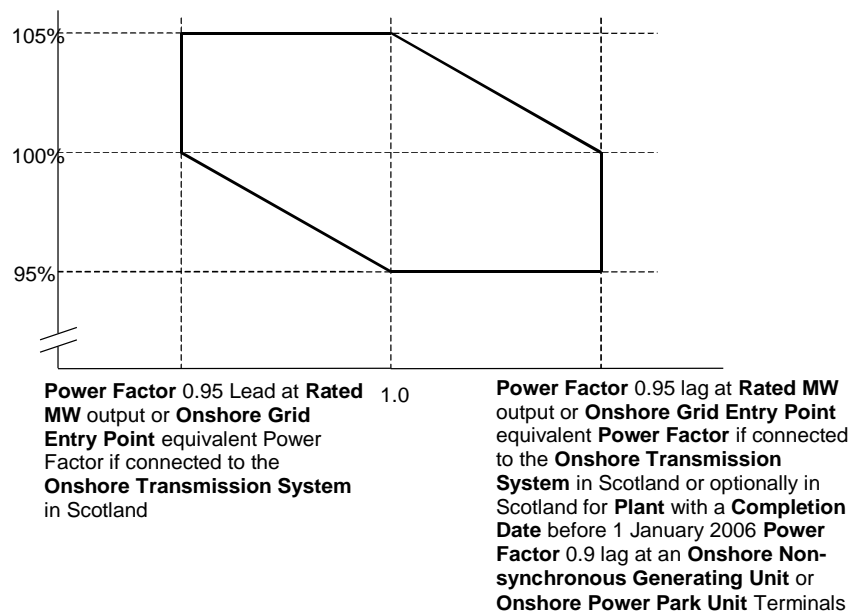 105%
100%
95%
Power Factor 0.95 Lead at Rated
MW output or Onshore Grid
Entry Point equivalent Power
Factor if connected to the
Onshore Transmission System
in Scotland
1.0
Power Factor 0.95 lag at Rated MW
output or Onshore Grid Entry Point
equivalent Power Factor if connected
to the Onshore Transmission
System in Scotland or optionally in
Scotland for Plant with a Completion
Date before 1 January 2006 Power
Factor 0.9 lag at an Onshore Non-
synchronous Generating Unit or
Onshore Power Park Unit Terminals